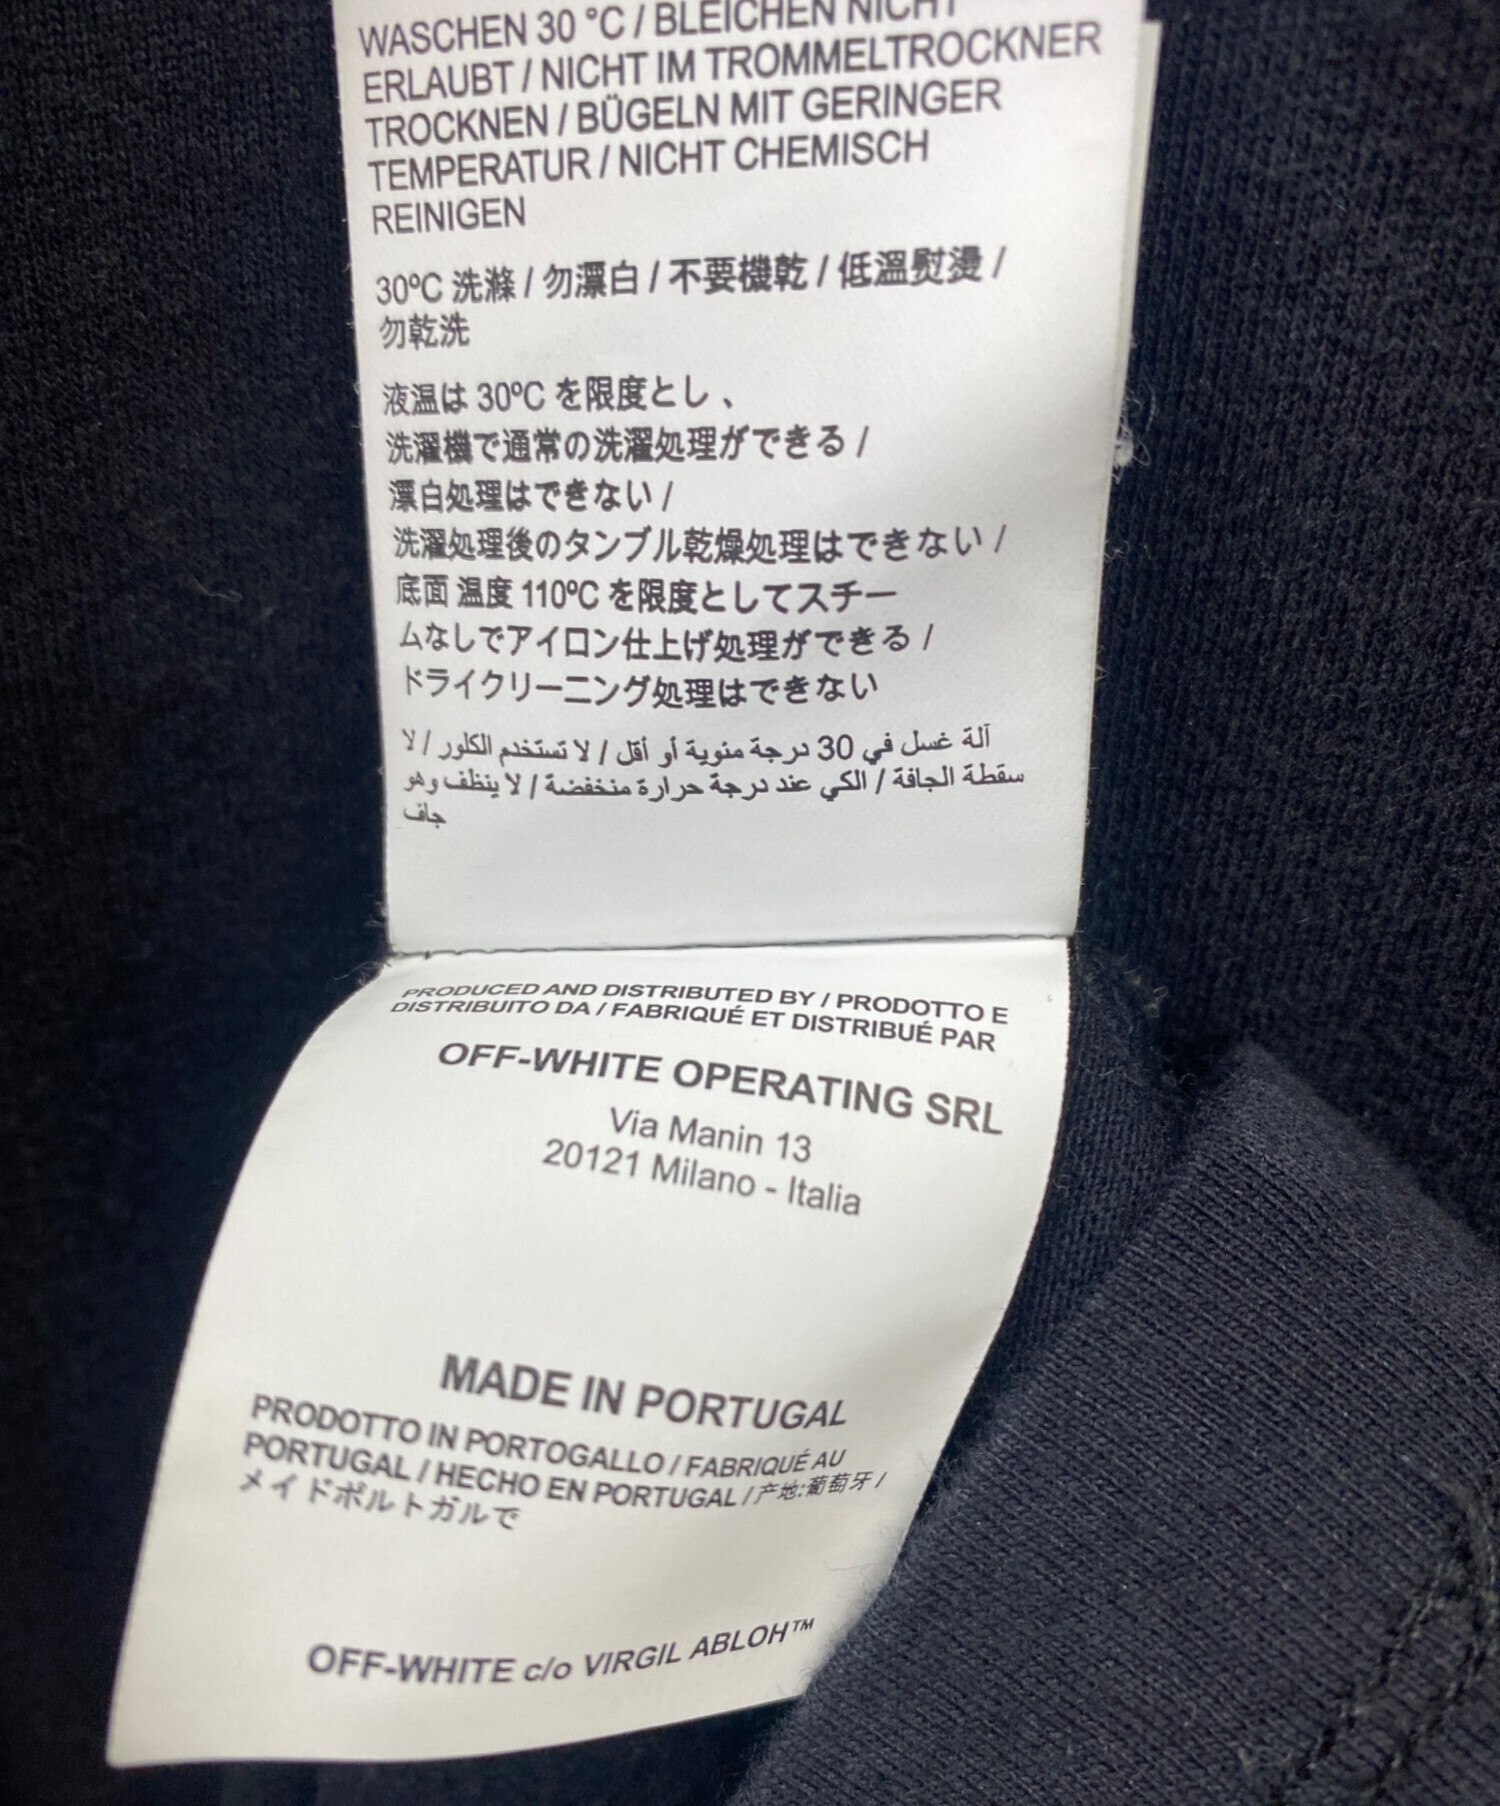 WASCHEN 30 °C / BLEICHEN NICHT
ERLAUBT / NICHT IM TROMMELTROCKNER
TROCKNEN / BÜGELN MIT GERINGER
TEMPERATUR / NICHT CHEMISCH
REINIGEN
30ºC 洗滌 / 勿漂白 / 不要機乾 / 低溫熨燙 /
勿乾洗
液温は 30ºC を限度とし 、
洗濯機で通常の洗濯処理ができる /
漂白処理はできない /
洗濯処理後のタンブル乾燥処理はできない /
底面 温度 110ºC を限度としてスチー
ムなしでアイロン仕上げ処理ができる /
ドライクリーニング処理はできない
آلة غسل في 30 درجة مئوية أو أقل / لا تستخدم الكلور / لا
سقطة الجافة / الكي عند درجة حرارة منخفضة / لا ينظف وهو
جاف
PRODUCED AND DISTRIBUTED BY / PRODOTTO E
DISTRIBUITO DA / FABRIQUÉ ET DISTRIBUÉ PAR
OFF-WHITE OPERATING SRL
Via Manin 13
20121 Milano - Italia
MADE IN PORTUGAL
PRODOTTO IN PORTOGALLO / FABRIQUÉ AU
PORTUGAL / HECHO EN PORTUGAL / 产地:葡萄牙 /
メイドポルトガルで
OFF-WHITE c/o VIRGIL ABLOH™